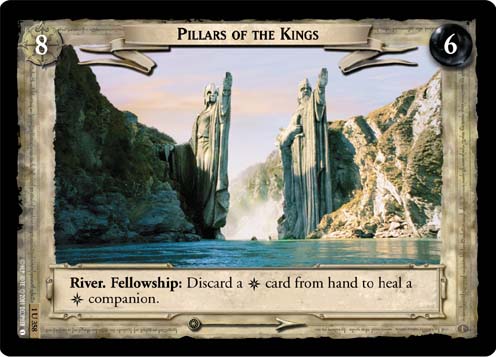 PILLARS OF THE KINGS
8
6
River. Fellowship: Discard a card from hand to heal a
companion.
1 U 358